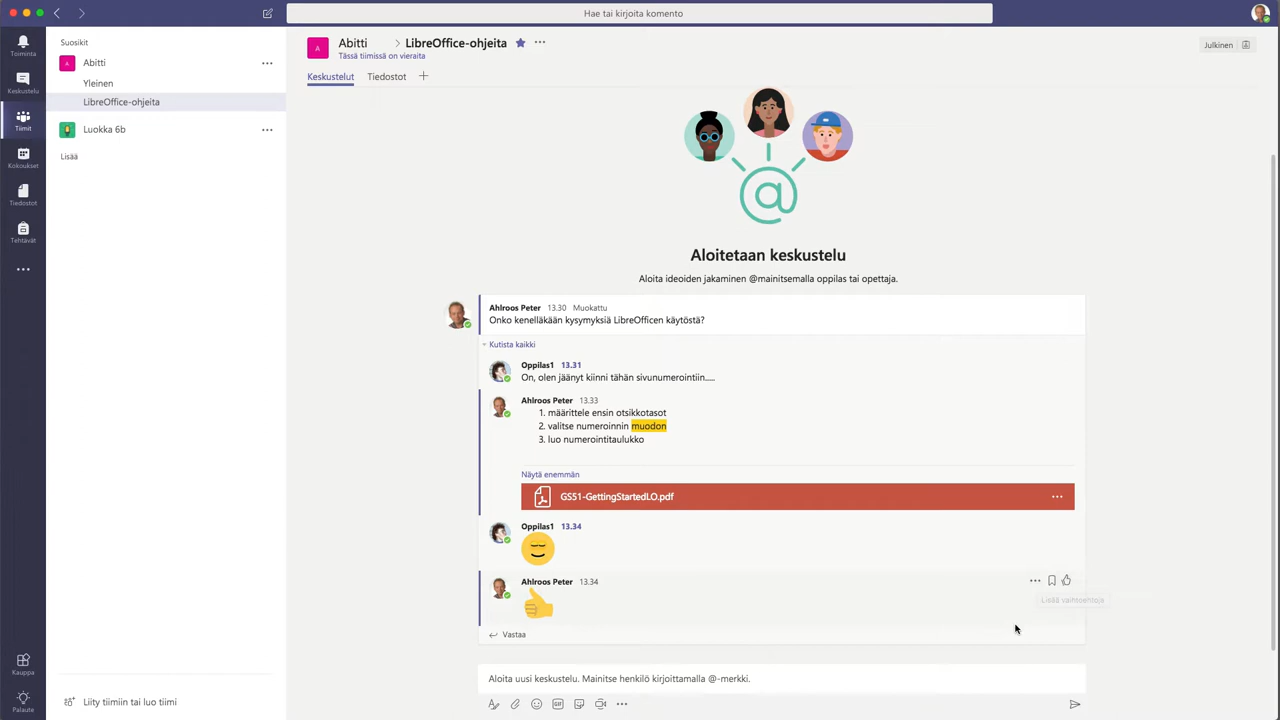 Hae tai kirjoita komento
Toiminta
Keskustelu
Tiimit
Kokoukset
Tiedostot
Tehtävät
Kauppa
Palaute
Suosikit
A
Abitti
Yleinen
LibreOffice-ohjeita
Luokka 6b
Lisää
Liity tiimiin tai luo tiimi
A
Abitti
LibreOffice-ohjeita
Tässä tiimissä on vieraita
Julkinen
Keskustelut
Tiedostot
@
Aloitetaan keskustelu
Aloita ideoiden jakaminen @mainitsemalla oppilas tai opettaja.
Ahlroos Peter 13.30 Muokattu
Onko kenelläkään kysymyksiä LibreOfficen käytöstä?
Kutista kaikki
Oppilas1 13.31
On, olen jäänyt kiinni tähän sivunumerointiin.....
Ahlroos Peter 13.33
1. määrittele ensin otsikkotasot
2. valitse numeroinnin muodon
3. luo numerointitaulukko
Näytä enemmän
GS51-GettingStartedLO.pdf
Oppilas1 13.34
Ahlroos Peter 13.34
Lisää vaihtoehtoja
Vastaa
Aloita uusi keskustelu. Mainitse henkilö kirjoittamalla @-merkki.
GIF